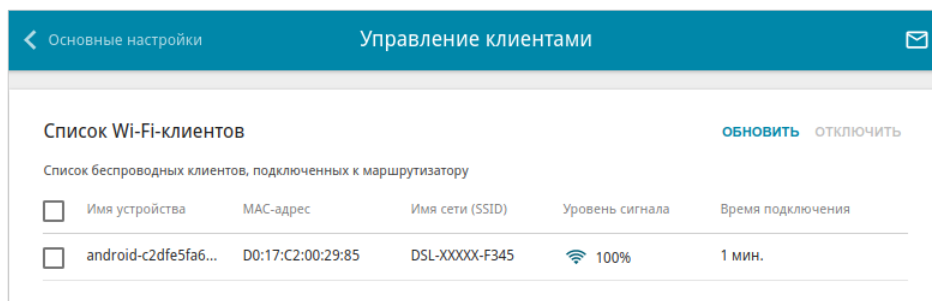 Основные настройки Управление клиентами
Список Wi-Fi-клиентов ОБНОВИТЬ ОТКЛЮЧИТЬ
Список беспроводных клиентов, подключенных к маршрутизатору
Имя устройства MAC-адрес Имя сети (SSID) Уровень сигнала Время подключения
android-c2dfe5fa6... D0:17:C2:00:29:85 DSL-XXXXX-F345 100% 1 мин.